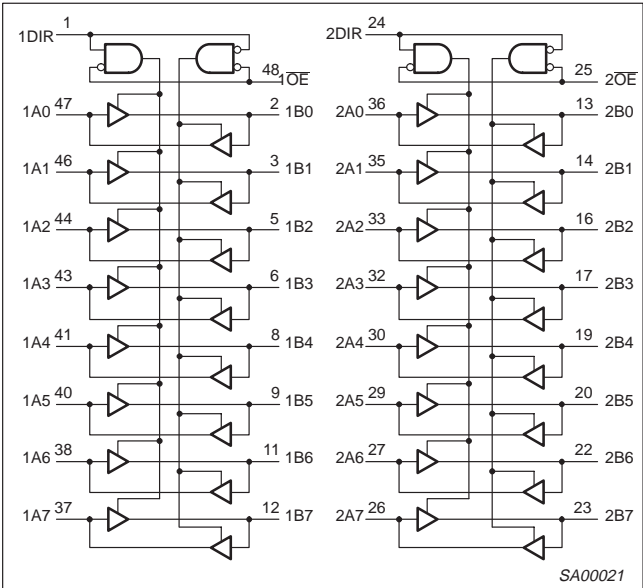 1DIR 1 2DIR 24
48 1O̅E̅ 25 2O̅E̅
1A0 47 2 1B0 2A0 36 13 2B0
1A1 46 3 1B1 2A1 35 14 2B1
1A2 44 5 1B2 2A2 33 16 2B2
1A3 43 6 1B3 2A3 32 17 2B3
1A4 41 8 1B4 2A4 30 19 2B4
1A5 40 9 1B5 2A5 29 20 2B5
1A6 38 11 1B6 2A6 27 22 2B6
1A7 37 12 1B7 2A7 26 23 2B7
SA00021